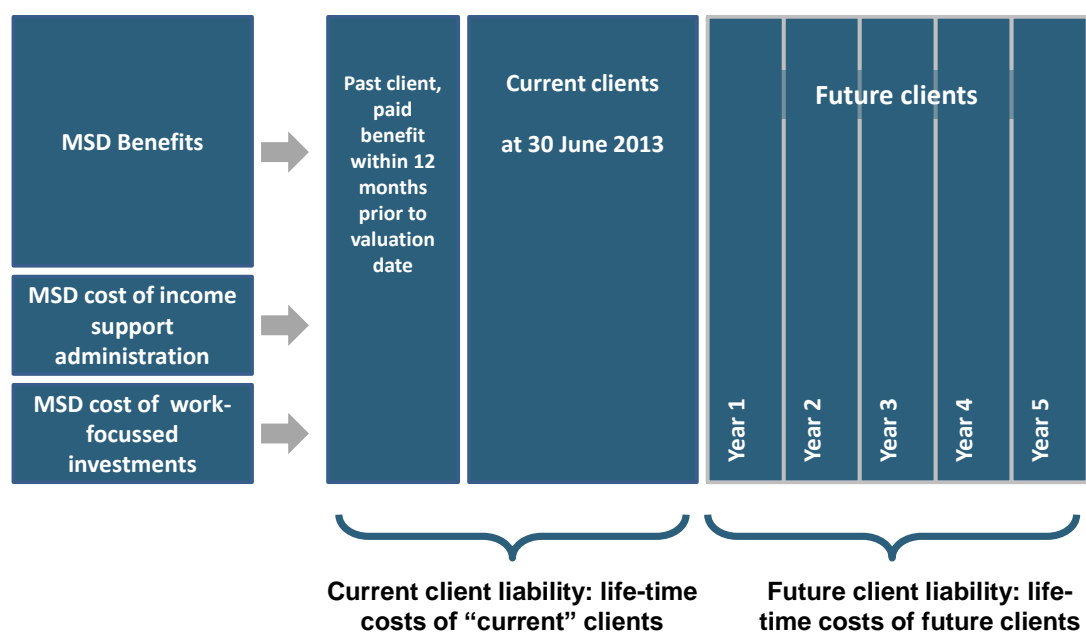 MSD Benefits
MSD cost of income
support
administration
MSD cost of work-
focussed
investments
Past client,
paid
benefit
within 12
months
prior to
valuation
date
Current clients
at 30 June 2013
Future clients
Year 1
Year 2
Year 3
Year 4
Year 5
Current client liability: life-time
costs of “current” clients
Future client liability: life-
time costs of future clients